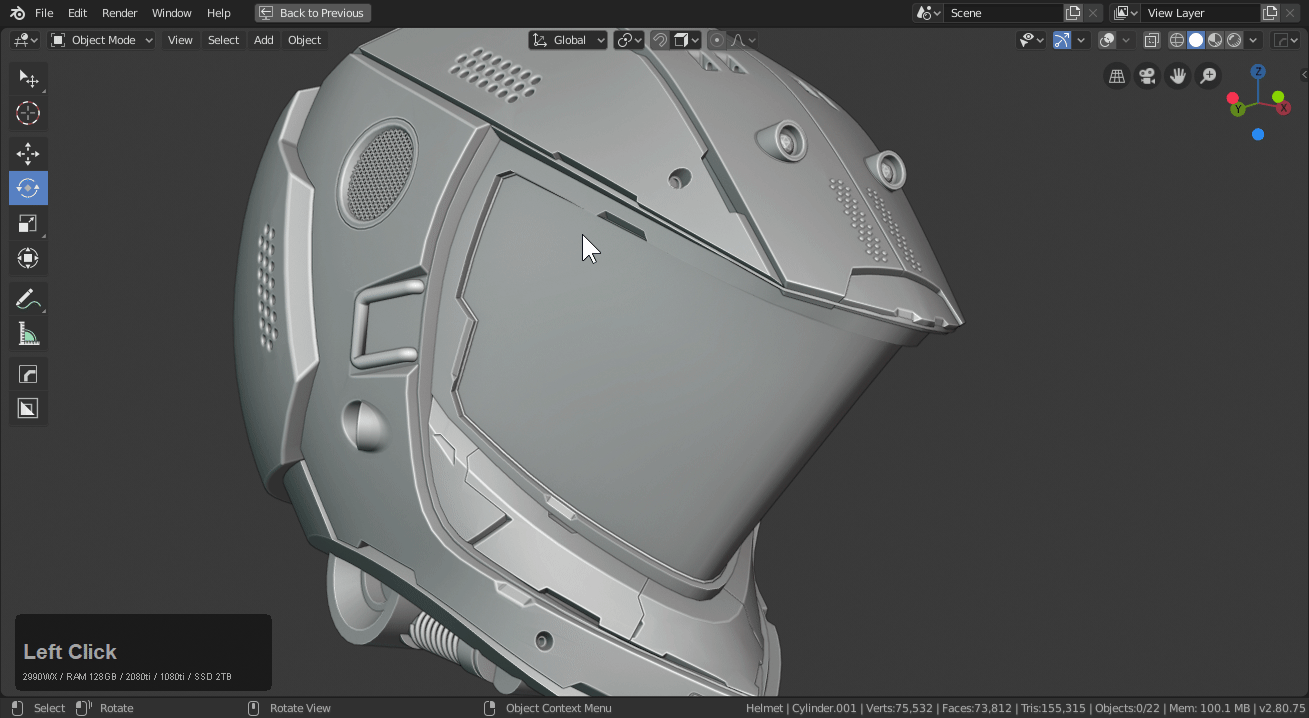 File Edit Render Window Help Back to Previous Scene View Layer
Object Mode View Select Add Object Global
Z
Y X
Left Click
2990WX / RAM 128GB / 2080ti / 1080ti / SSD 2TB
Select Rotate Rotate View Object Context Menu Helmet | Cylinder.001 | Verts:75,532 | Faces:73,812 | Tris:155,315 | Objects:0/22 | Mem: 100.1 MB | v2.80.75